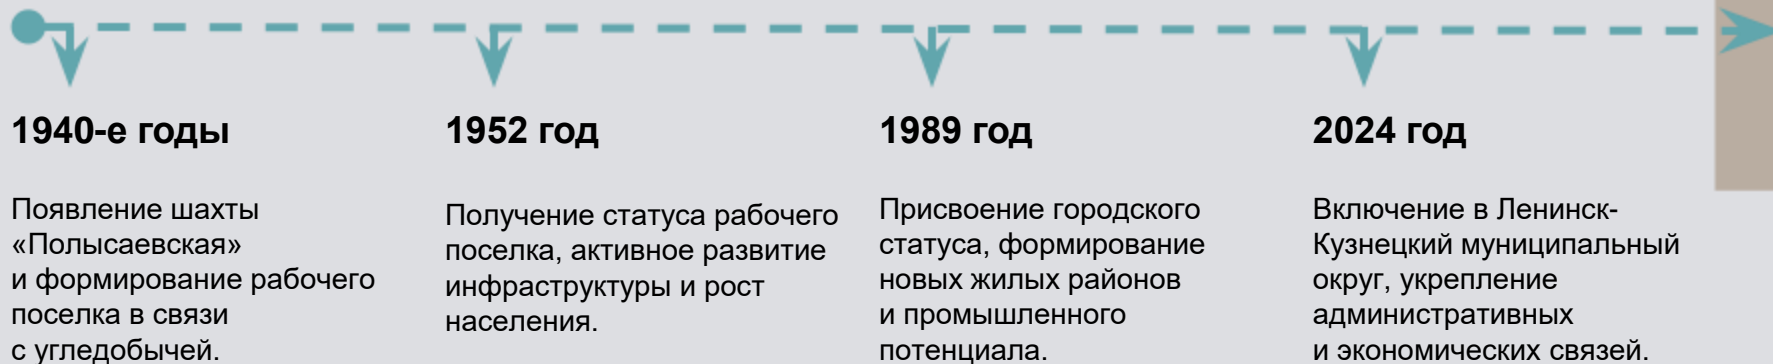 1940-е годы
Появление шахты
«Полысаевская»
и формирование рабочего
поселка в связи
с угледобычей.
1952 год
Получение статуса рабочего
поселка, активное развитие
инфраструктуры и рост
населения.
1989 год
Присвоение городского
статуса, формирование
новых жилых районов
и промышленного
потенциала.
2024 год
Включение в Ленинск-
Кузнецкий муниципальный
округ, укрепление
административных
и экономических связей.